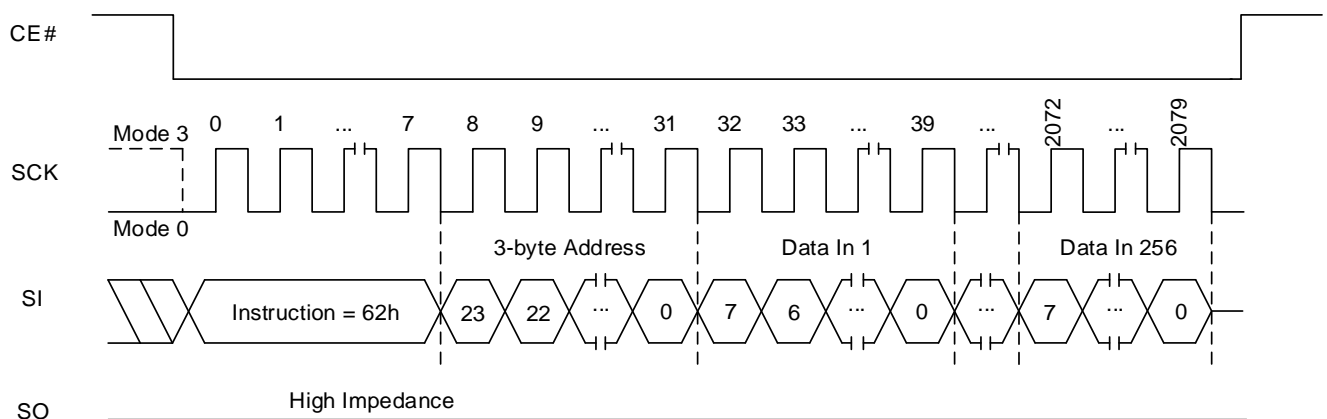 CE#
0 1 ... 7 8 9 ... 31 32 33 ... 39 ... 2072 ... 2079
Mode 3
SCK
Mode 0
3-byte Address Data In 1 Data In 256
SI Instruction = 62h 23 22 ... 0 7 6 ... 0 ... 7 ... 0
High Impedance
SO